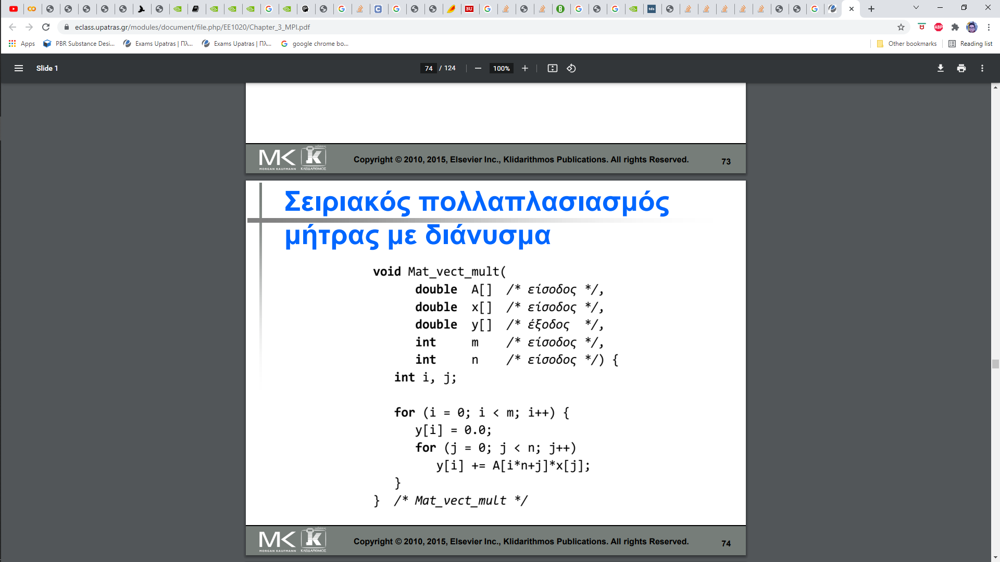 eclass.upatras.gr/modules/document/file.php/EE1020/Chapter_3_MPI.pdf
ABP
Apps
PBR Substance Desi...
Exams Upatras | Πλ...
Exams Upatras | Πλ...
google chrome bo...
Other bookmarks
Reading list
Slide 1
74 / 124
100%
MK
MORGAN KAUFMANN
ΚΛΕΙΔΑΡΙΘΜΟΣ
Copyright © 2010, 2015, Elsevier Inc., Klidarithmos Publications. All rights Reserved.
73
Σειριακός πολλαπλασιασμός
μήτρας με διάνυσμα
void Mat_vect_mult(
double A[] /* είσοδος */,
double x[] /* είσοδος */,
double y[] /* έξοδος */,
int m /* είσοδος */,
int n /* είσοδος */) {
int i, j;
for (i = 0; i < m; i++) {
y[i] = 0.0;
for (j = 0; j < n; j++)
y[i] += A[i*n+j]*x[j];
}
} /* Mat_vect_mult */
MK
MORGAN KAUFMANN
ΚΛΕΙΔΑΡΙΘΜΟΣ
Copyright © 2010, 2015, Elsevier Inc., Klidarithmos Publications. All rights Reserved.
74